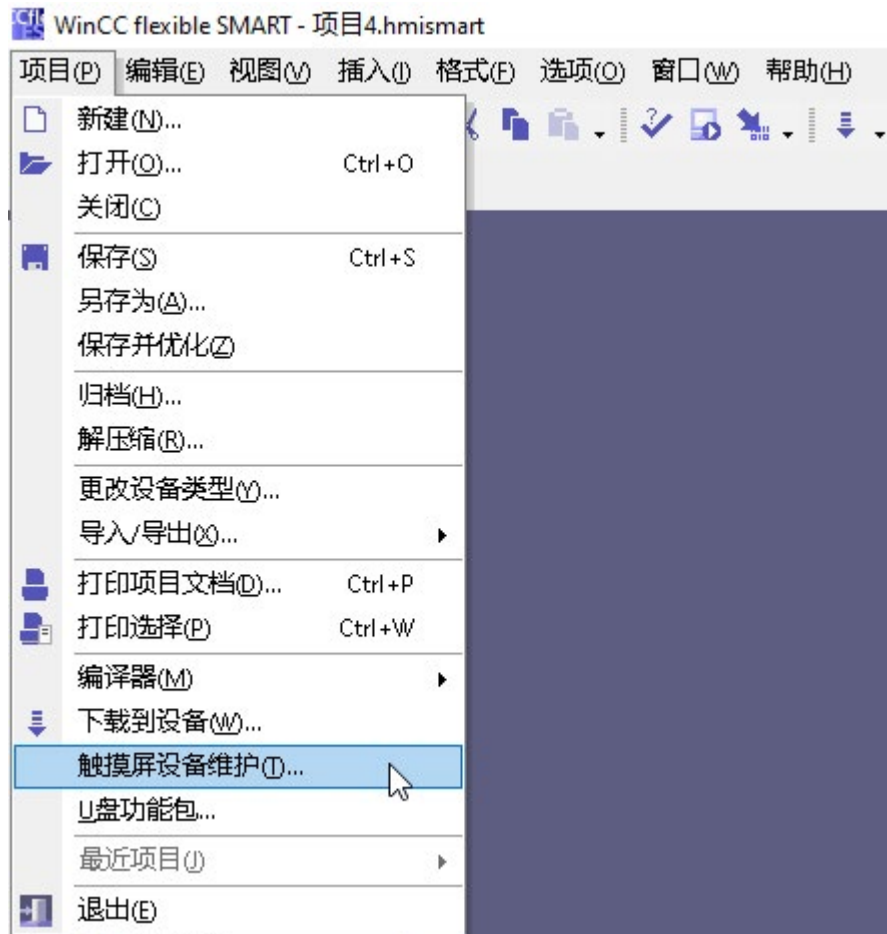 WinCC flexible SMART - 项目4.hmismart
项目(P) 编辑(E) 视图(V) 插入(I) 格式(F) 选项(O) 窗口(W) 帮助(H)
新建(N)...
打开(O)... Ctrl+O
关闭(C)
保存(S) Ctrl+S
另存为(A)...
保存并优化(Z)
归档(H)...
解压缩(R)...
更改设备类型(Y)...
导入/导出(X)...
打印项目文档(D)... Ctrl+P
打印选择(P) Ctrl+W
编译器(M)
下载到设备(W)...
触摸屏设备维护(T)...
U盘功能包...
最近项目(J)
退出(E)